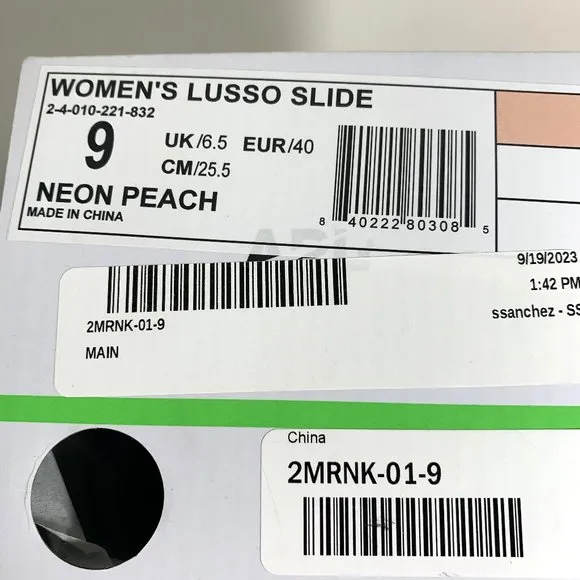 WOMEN'S LUSSO SLIDE
2-4-010-221-832
9
UK/6.5 EUR/40
CM/25.5
NEON PEACH
MADE IN CHINA
8 40222 80308 5
9/19/2023
1:42 PM
ssanchez - SS
2MRNK-01-9
MAIN
China
2MRNK-01-9